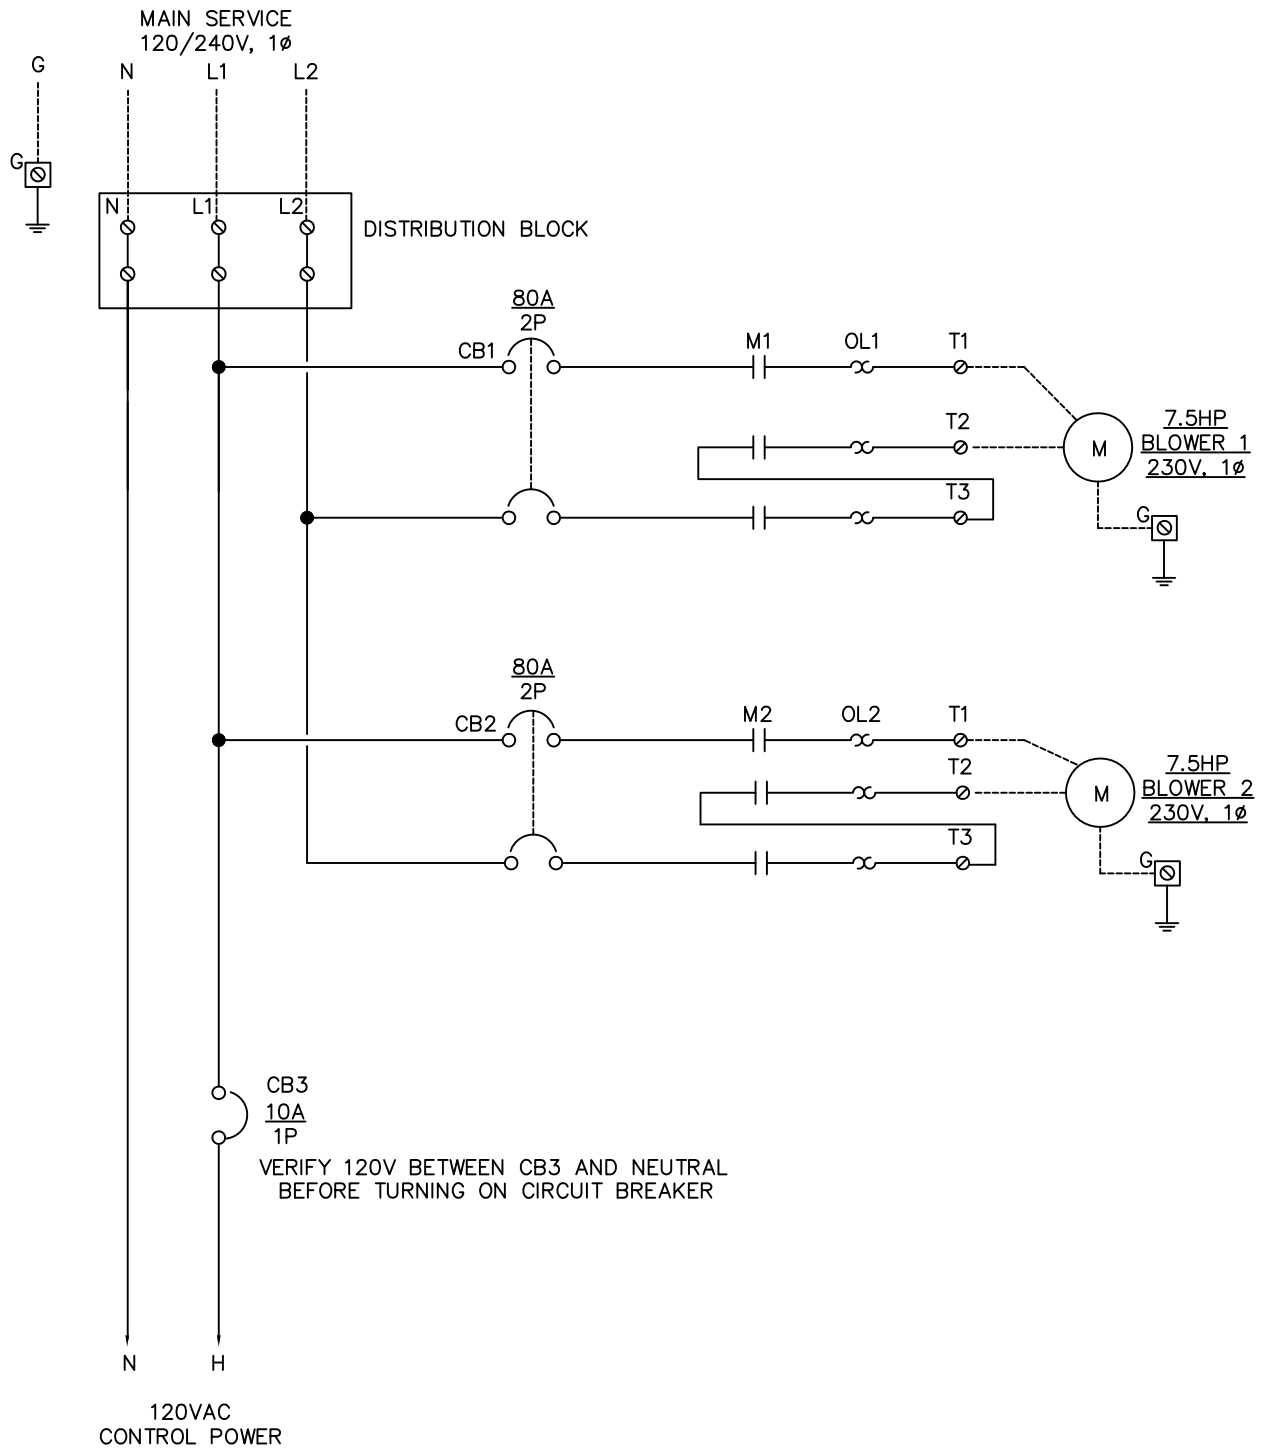 MAIN SERVICE
120/240V, 1ø
G
N
L1
L2
G
N
L1
L2
DISTRIBUTION BLOCK
80A
2P
CB1
M1
OL1
T1
T2
T3
M
7.5HP
BLOWER 1
230V, 1ø
G
80A
2P
CB2
M2
OL2
T1
T2
T3
M
7.5HP
BLOWER 2
230V, 1ø
G
CB3
10A
1P
VERIFY 120V BETWEEN CB3 AND NEUTRAL
BEFORE TURNING ON CIRCUIT BREAKER
N
H
120VAC
CONTROL POWER